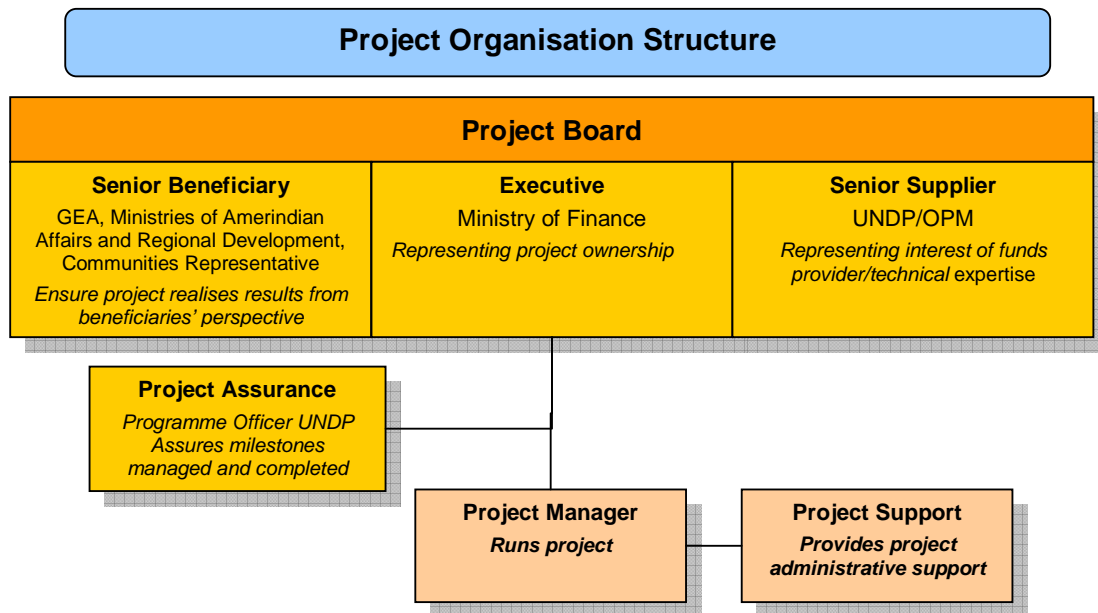 Project Organisation Structure
Project Board
Senior Beneficiary
GEA, Ministries of Amerindian
Affairs and Regional Development,
Communities Representative
Ensure project realises results from
beneficiaries’ perspective
Executive
Ministry of Finance
Representing project ownership
Senior Supplier
UNDP/OPM
Representing interest of funds
provider/technical expertise
Project Assurance
Programme Officer UNDP
Assures milestones
managed and completed
Project Manager
Runs project
Project Support
Provides project
administrative support